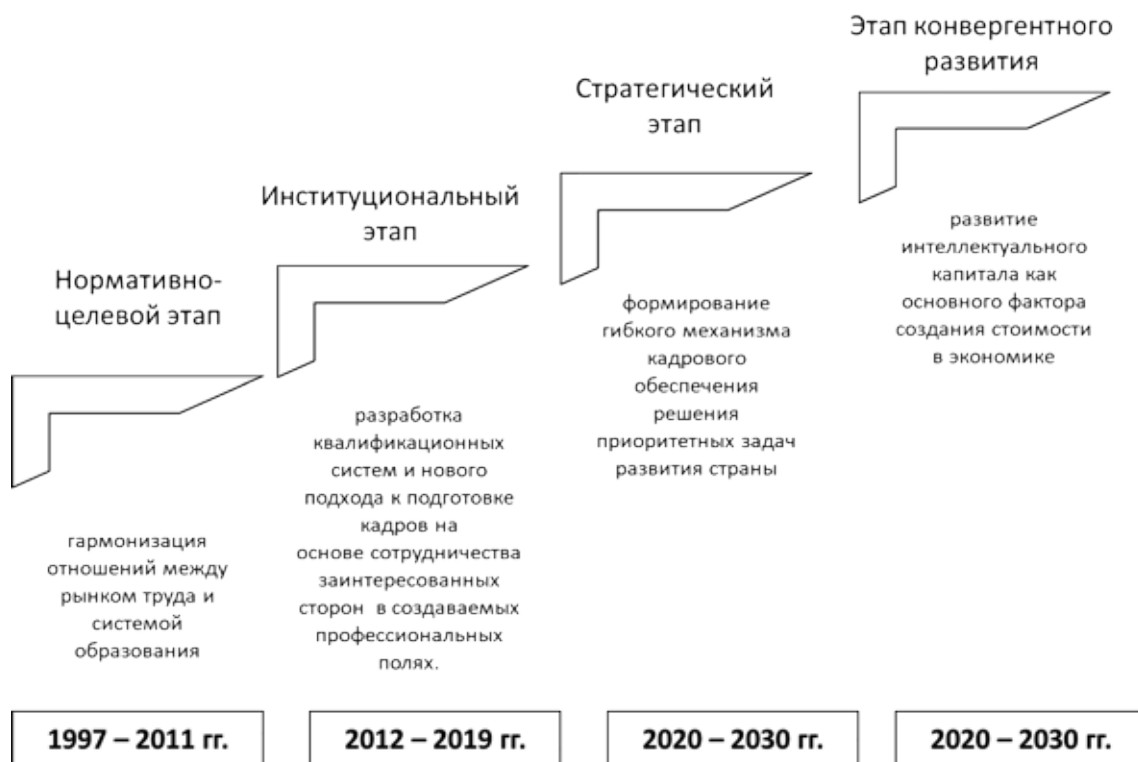 Нормативно-
целевой этап
гармонизация
отношений между
рынком труда и
системой
образования
1997 – 2011 гг.
Институциональный
этап
разработка
квалификационных
систем и нового
подхода к подготовке
кадров на
основе сотрудничества
заинтересованных
сторон в создаваемых
профессиональных
полях.
2012 – 2019 гг.
Стратегический
этап
формирование
гибкого механизма
кадрового
обеспечения
решения
приоритетных задач
развития страны
2020 – 2030 гг.
Этап конвергентного
развития
развитие
интеллектуального
капитала как
основного фактора
создания стоимости
в экономике
2020 – 2030 гг.